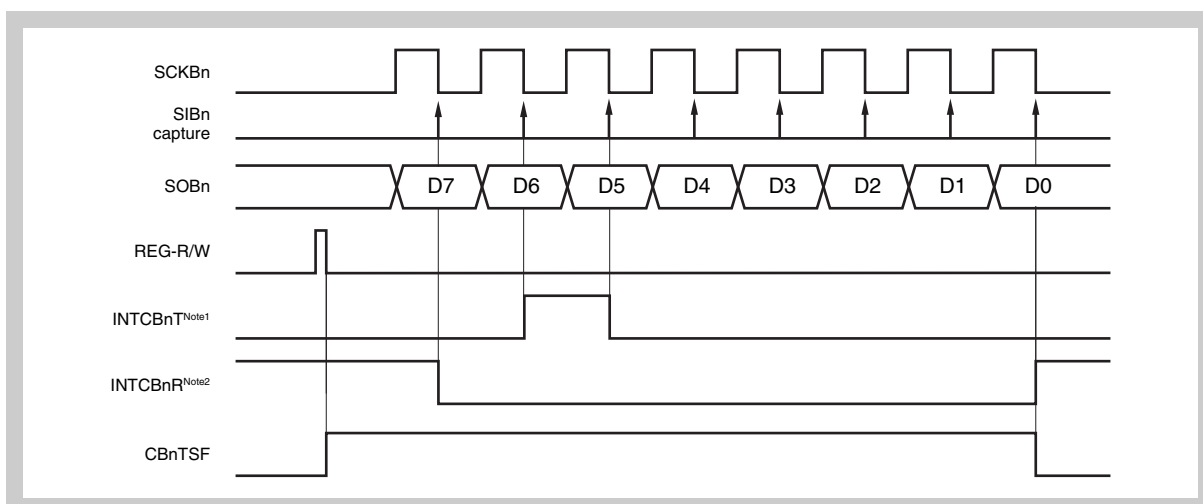 SCKBn
SIBn
capture
SOBn
D7 D6 D5 D4 D3 D2 D1 D0
REG-R/W
INTCBnTNote1
INTCBnRNote2
CBnTSF